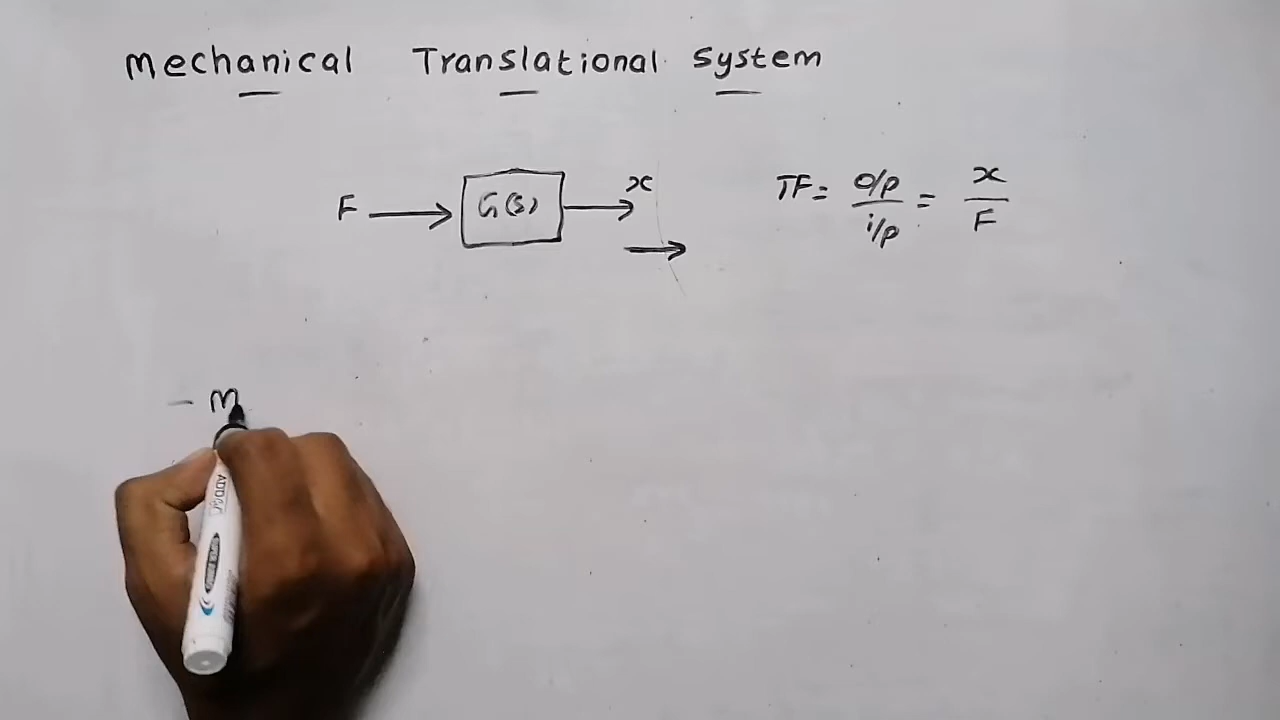 Mechanical Translational System
F G(s) x TF = o/p / i/p = x / F
- M